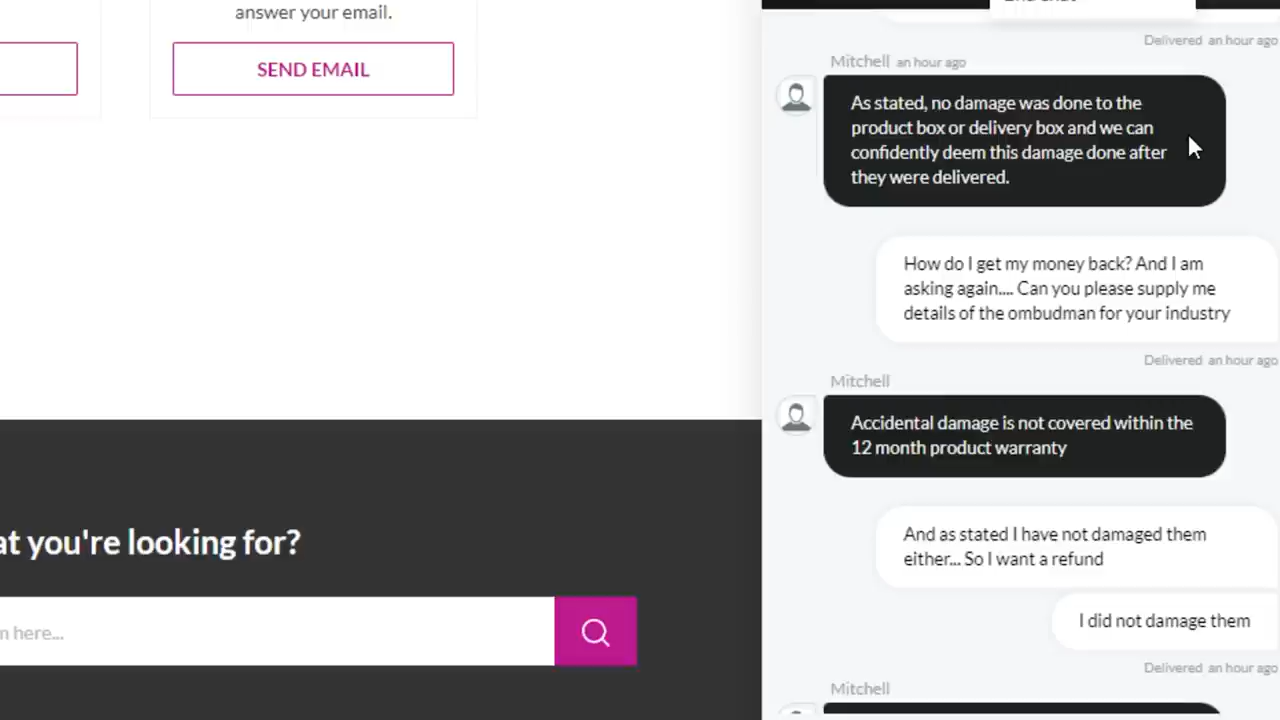 answer your email.
SEND EMAIL
at you're looking for?
n here...
Delivered an hour ago
Mitchell an hour ago
As stated, no damage was done to the
product box or delivery box and we can
confidently deem this damage done after
they were delivered.
How do I get my money back? And I am
asking again.... Can you please supply me
details of the ombudman for your industry
Delivered an hour ago
Mitchell
Accidental damage is not covered within the
12 month product warranty
And as stated I have not damaged them
either... So I want a refund
I did not damage them
Delivered an hour ago
Mitchell